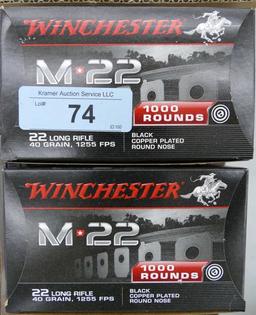 WINCHESTER
M*22
Kramer Auction Service LLC
Lot#
74
1000
ROUNDS
22 LONG RIFLE
40 GRAIN, 1255 FPS
BLACK
COPPER PLATED
ROUND NOSE
WINCHESTER
M*22
1000
ROUNDS
22 LONG RIFLE
40 GRAIN, 1255 FPS
BLACK
COPPER PLATED
ROUND NOSE